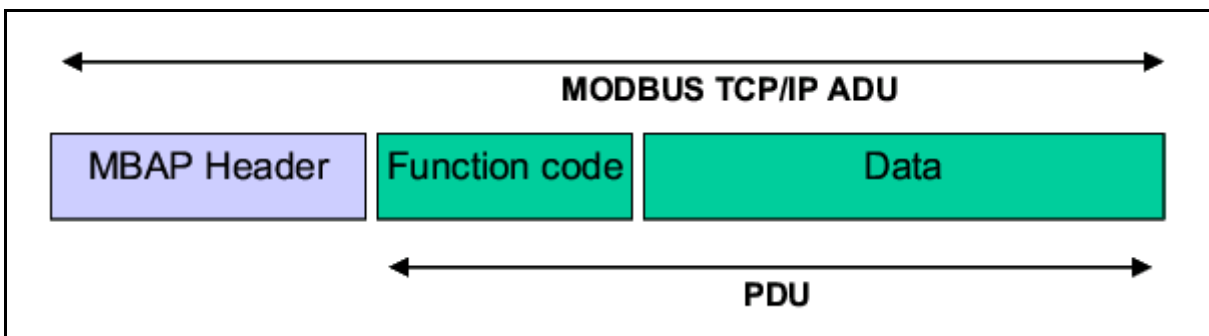 MODBUS TCP/IP ADU
MBAP Header
Function code
Data
PDU